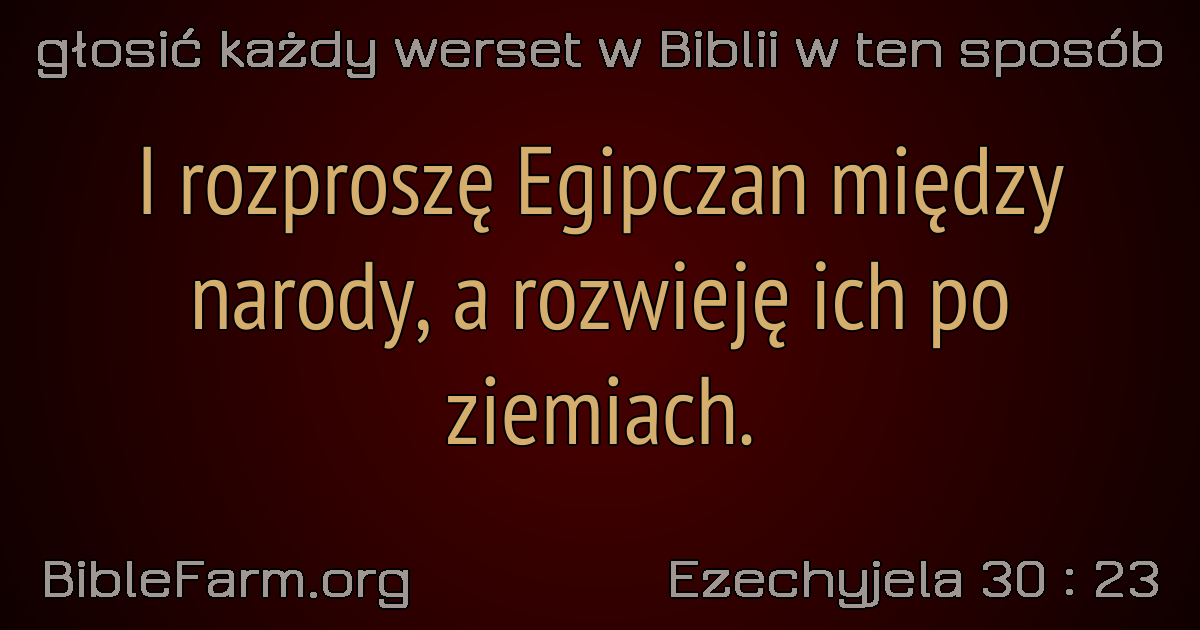 głosić każdy werset w Biblii w ten sposób
I rozproszę Egipczan między
narody, a rozwieję ich po
ziemiach.
BibleFarm.org
Ezechyjela 30 : 23